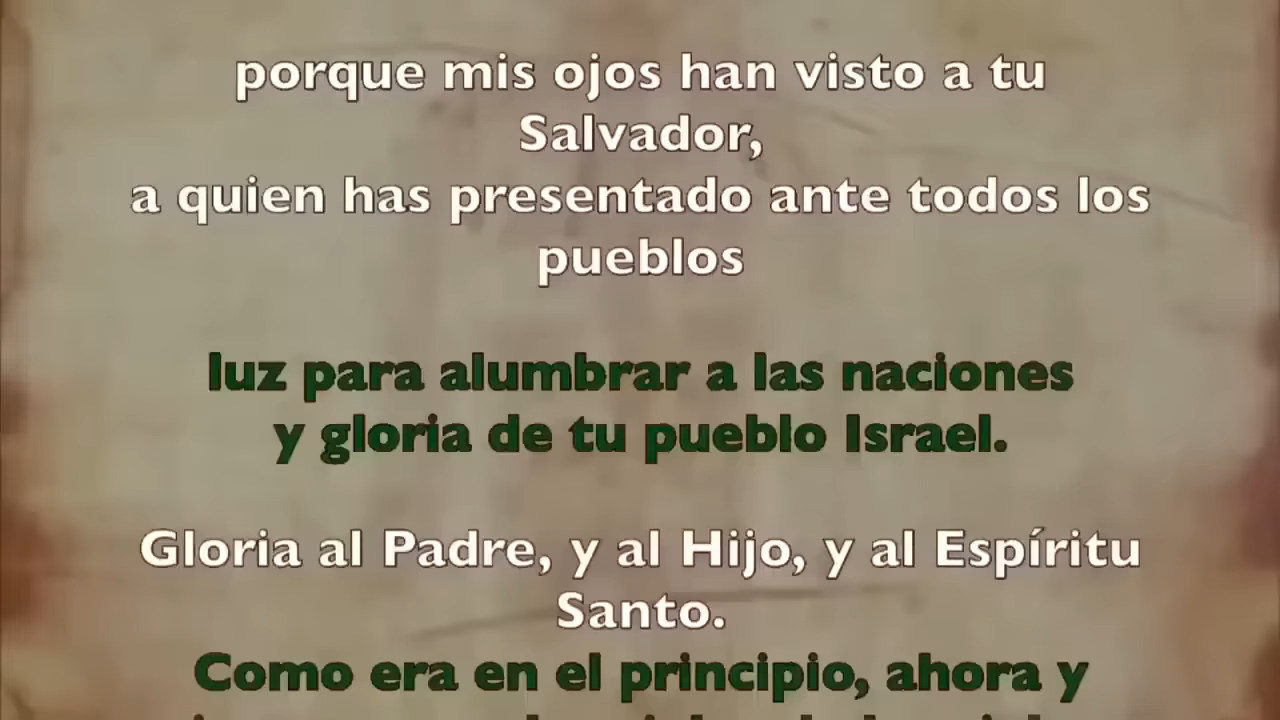 porque mis ojos han visto a tu
Salvador,
a quien has presentado ante todos los
pueblos
luz para alumbrar a las naciones
y gloria de tu pueblo Israel.
Gloria al Padre, y al Hijo, y al Espíritu
Santo.
Como era en el principio, ahora y